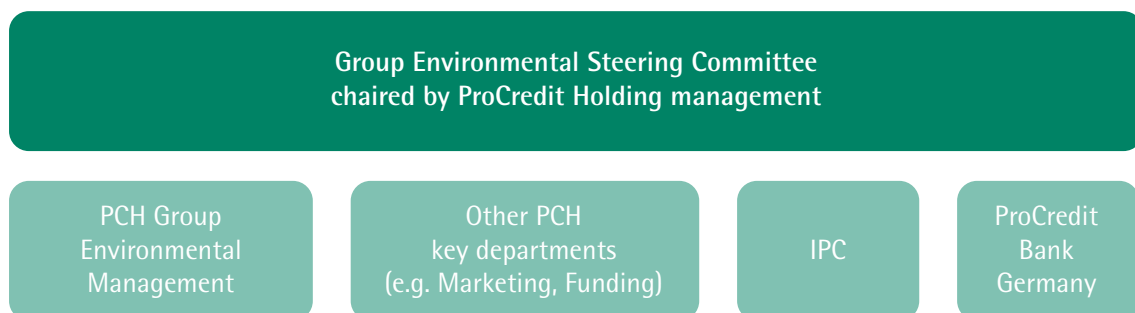 Group Environmental Steering Committee
chaired by ProCredit Holding management
PCH Group
Environmental
Management
Other PCH
key departments
(e.g. Marketing, Funding)
IPC
ProCredit
Bank
Germany